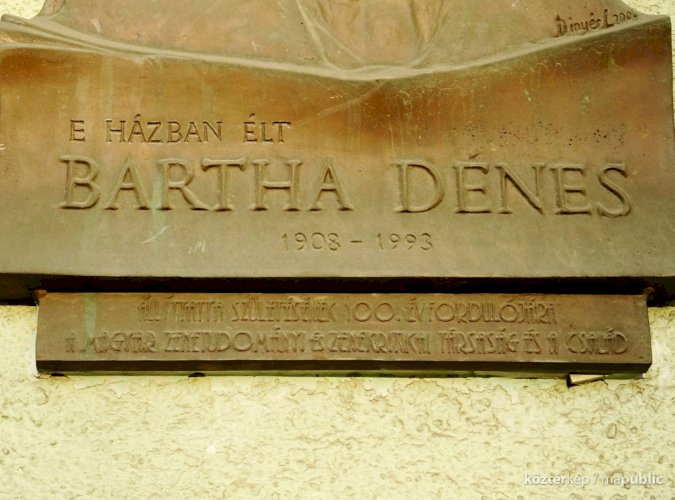 Dinyés L 200
E HÁZBAN ÉLT
BARTHA DÉNES
1908 – 1993
ÁLLÍTTATTA SZÜLETÉSÉNEK 100. ÉVFORDULÓJÁRA
A MAGYAR ZENETUDOMÁNYI ÉS ZENEKRITIKAI TÁRSASÁG ÉS A CSALÁD
köztérkép / mapublic